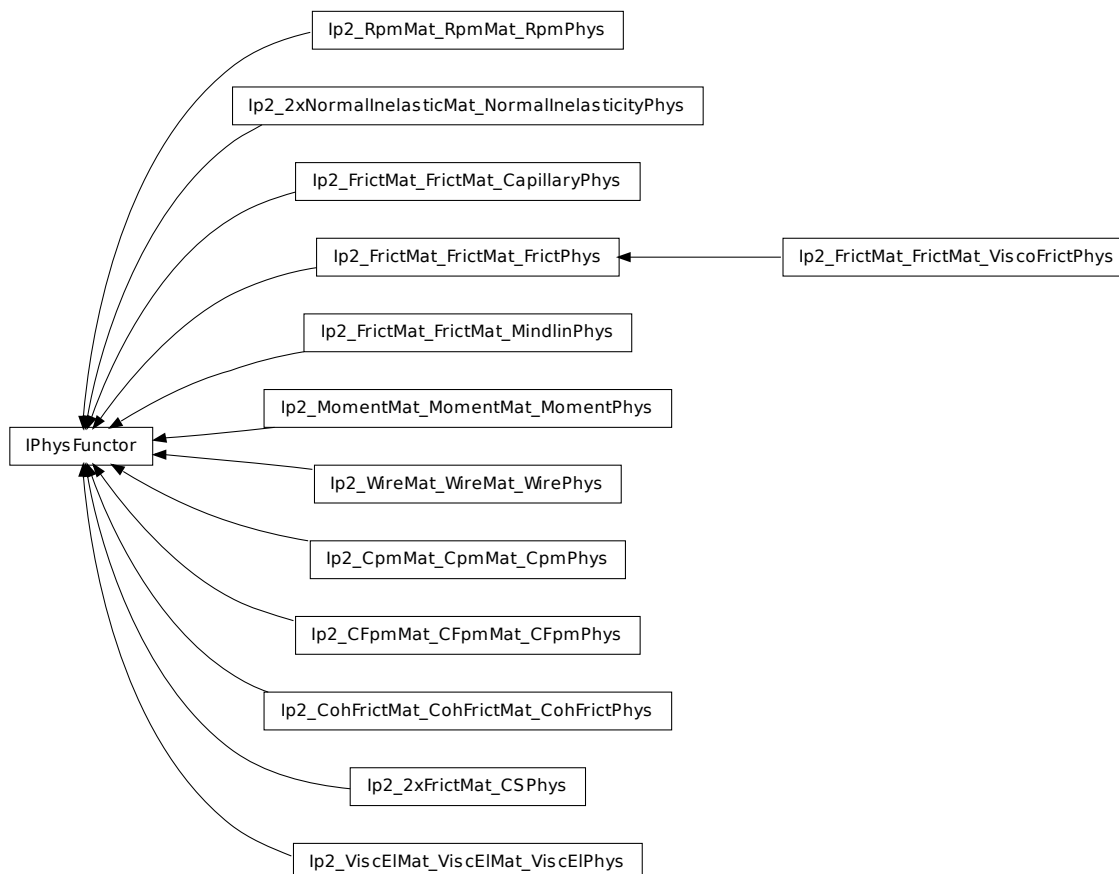 Ip2_RpmMat_RpmMat_RpmPhys
Ip2_2xNormalInelasticMat_NormalInelasticityPhys
Ip2_FrictMat_FrictMat_CapillaryPhys
Ip2_FrictMat_FrictMat_FrictPhys
Ip2_FrictMat_FrictMat_ViscoFrictPhys
Ip2_FrictMat_FrictMat_MindlinPhys
Ip2_MomentMat_MomentMat_MomentPhys
IPhysFunctor
Ip2_WireMat_WireMat_WirePhys
Ip2_CpmMat_CpmMat_CpmPhys
Ip2_CFpmMat_CFpmMat_CFpmPhys
Ip2_CohFrictMat_CohFrictMat_CohFrictPhys
Ip2_2xFrictMat_CSPhys
Ip2_ViscElMat_ViscElMat_ViscElPhys